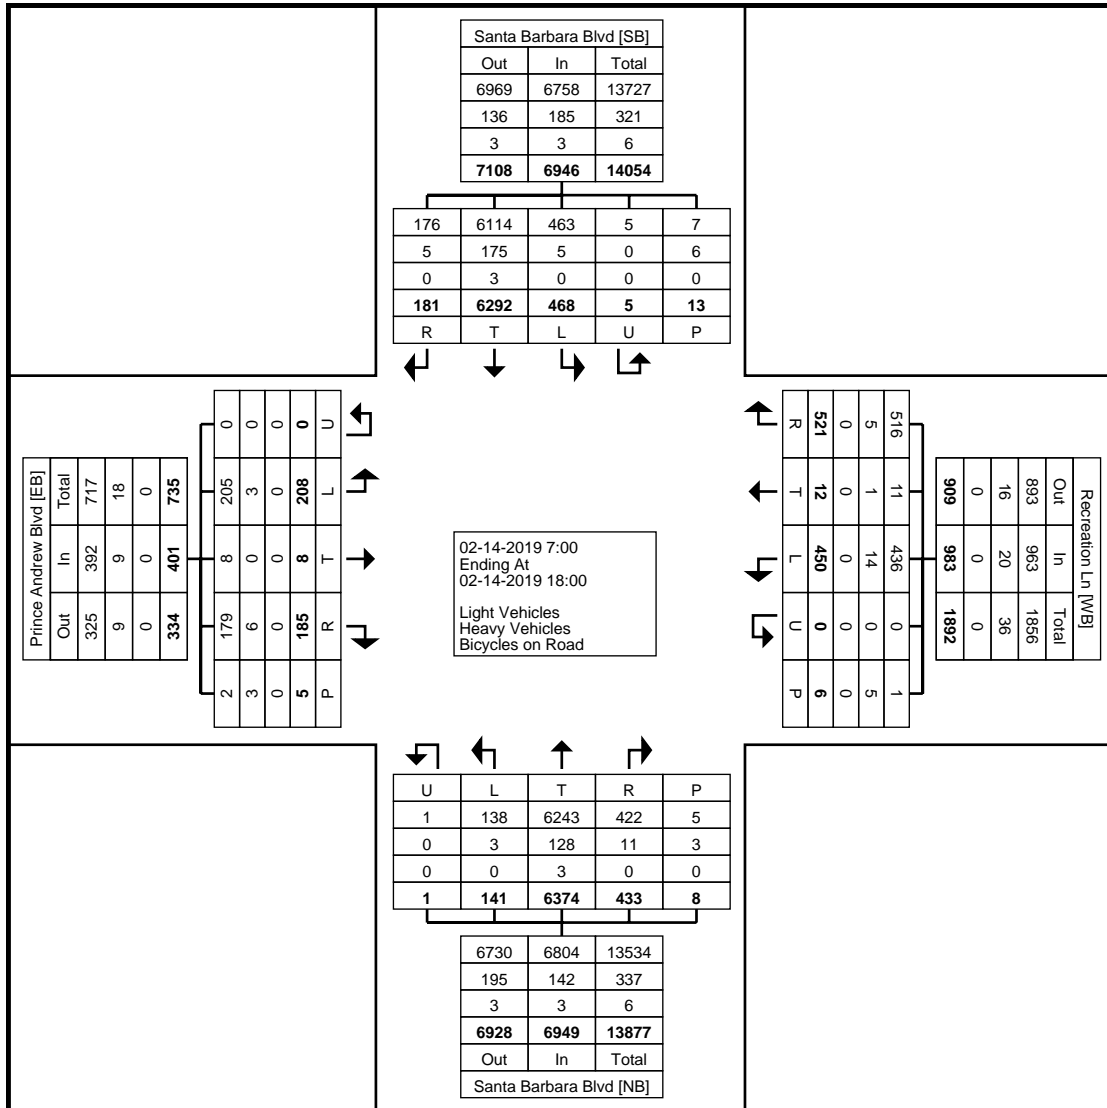 Santa Barbara Blvd [SB]
Out In Total
6969 6758 13727
136 185 321
3 3 6
7108 6946 14054
176 6114 463 5 7
5 175 5 0 6
0 3 0 0 0
181 6292 468 5 13
R T L U P
Prince Andrew Blvd [EB]
Total 717 18 0 735
In 392 9 0 401
Out 325 9 0 334
0 0 0 0 U
205 3 0 208 L
8 0 0 8 T
179 6 0 185 R
2 3 0 5 P
02-14-2019 7:00
Ending At
02-14-2019 18:00
Light Vehicles
Heavy Vehicles
Bicycles on Road
R 521 0 5 516
T 12 0 1 11
L 450 0 14 436
U 0 0 0 0
P 6 0 5 1
909 0 16 893 Out
983 0 20 963 In
1892 0 36 1856 Total
Recreation Ln [WB]
U L T R P
1 138 6243 422 5
0 3 128 11 3
0 0 3 0 0
1 141 6374 433 8
6730 6804 13534
195 142 337
3 3 6
6928 6949 13877
Out In Total
Santa Barbara Blvd [NB]